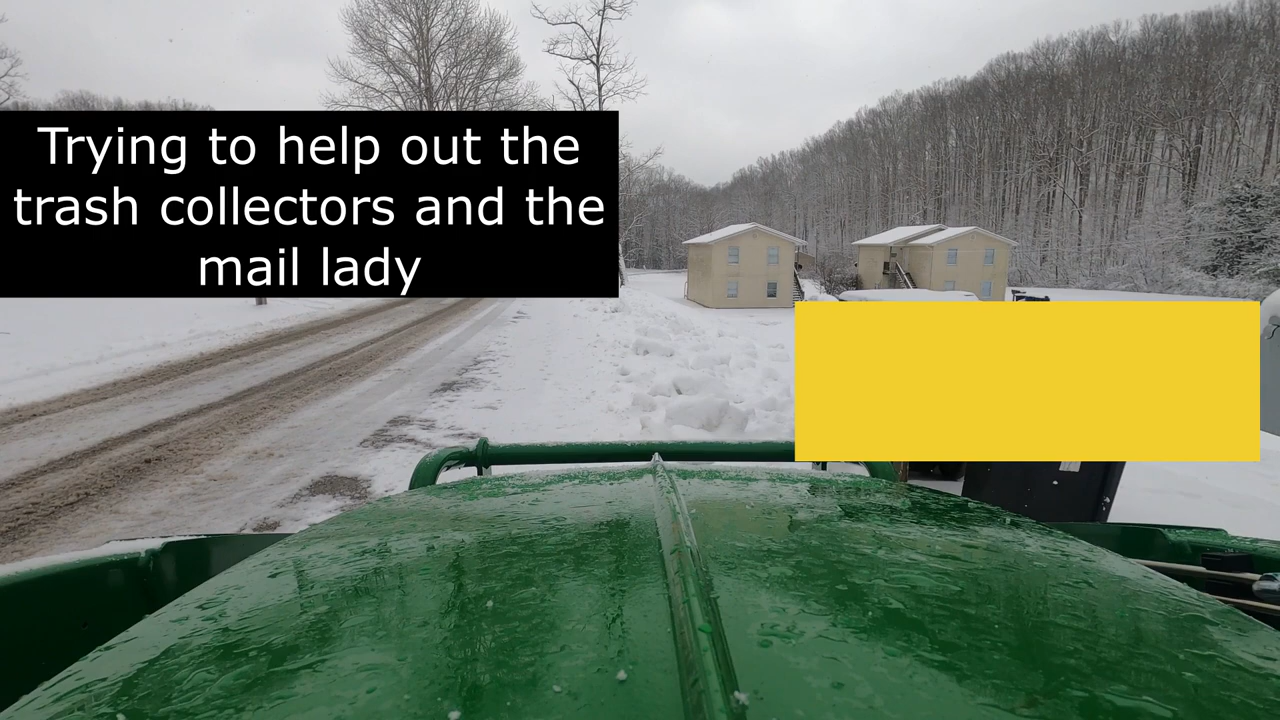 Trying to help out the
trash collectors and the
mail lady